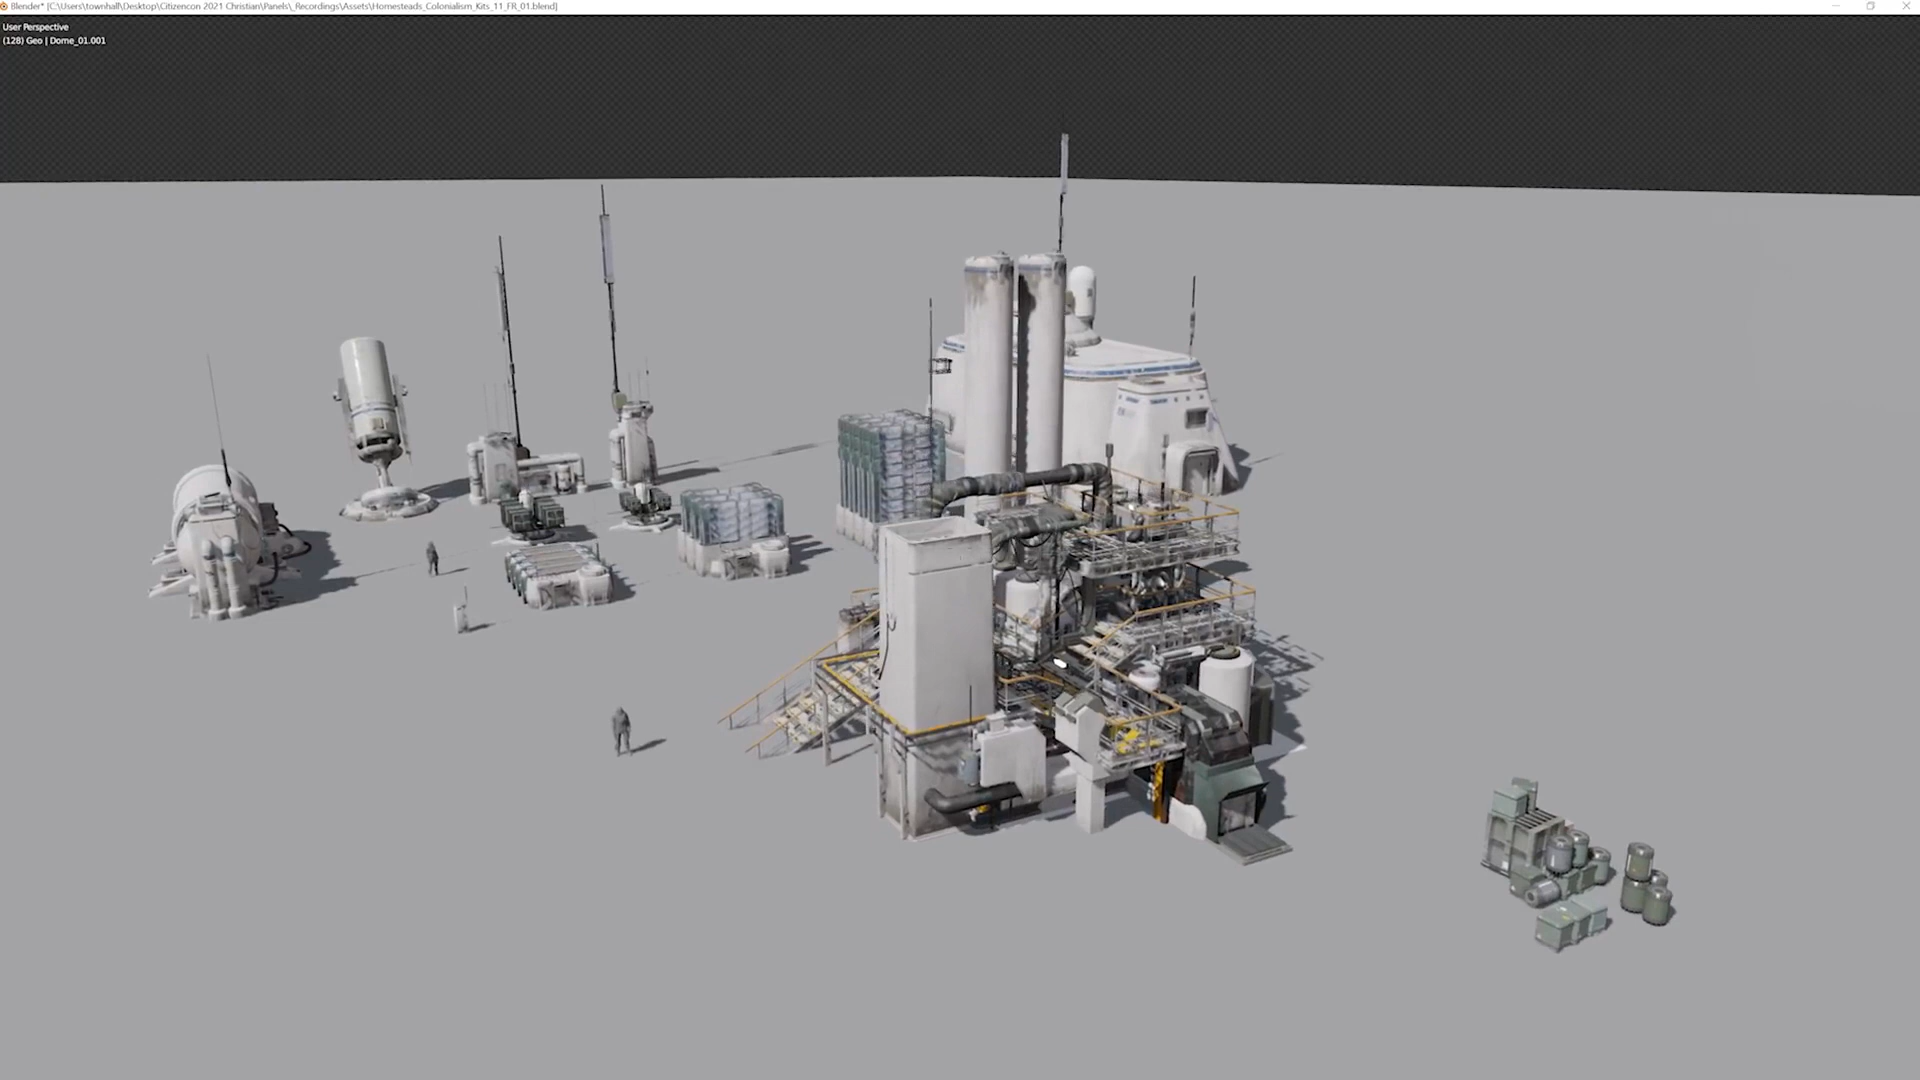 Blender* [C:\Users\townhall\Desktop\Citizencon 2021 Christian\Panels\_Recordings\Assets\Homesteads_Colonialism_Kits_11_FR_01.blend]
User Perspective
(128) Geo | Dome_01.001